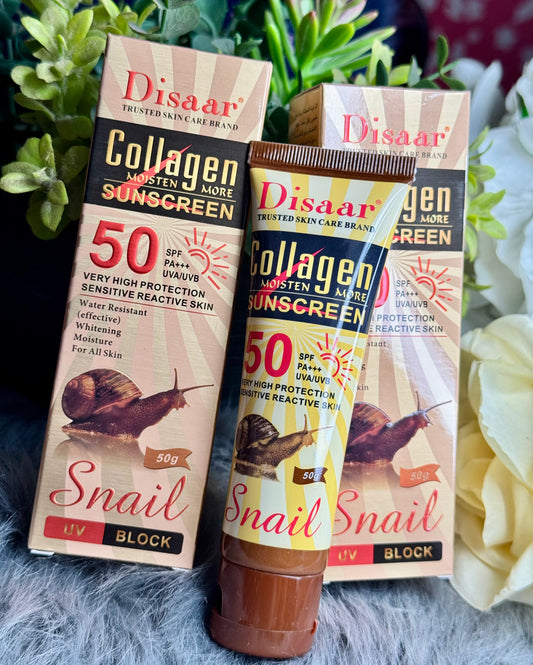 Disaar®
TRUSTED SKIN CARE BRAND
Collagen
MOISTEN MORE
SUNSCREEN
50
SPF
PA+++
UVA/UVB
VERY HIGH PROTECTION
SENSITIVE REACTIVE SKIN
Water Resistant
(effective)
Whitening
Moisture
For All Skin
50g
Snail
UV BLOCK
Disaar®
TRUSTED SKIN CARE BRAND
Collagen
MOISTEN MORE
SUNSCREEN
50
SPF
PA+++
UVA/UVB
VERY HIGH PROTECTION
SENSITIVE REACTIVE SKIN
50g
Snail
Disaar®
TRUSTED SKIN CARE BRAND
MORE
SPF
PA+++
UVA/UVB
PROTECTION
REACTIVE SKIN
50g
UV BLOCK